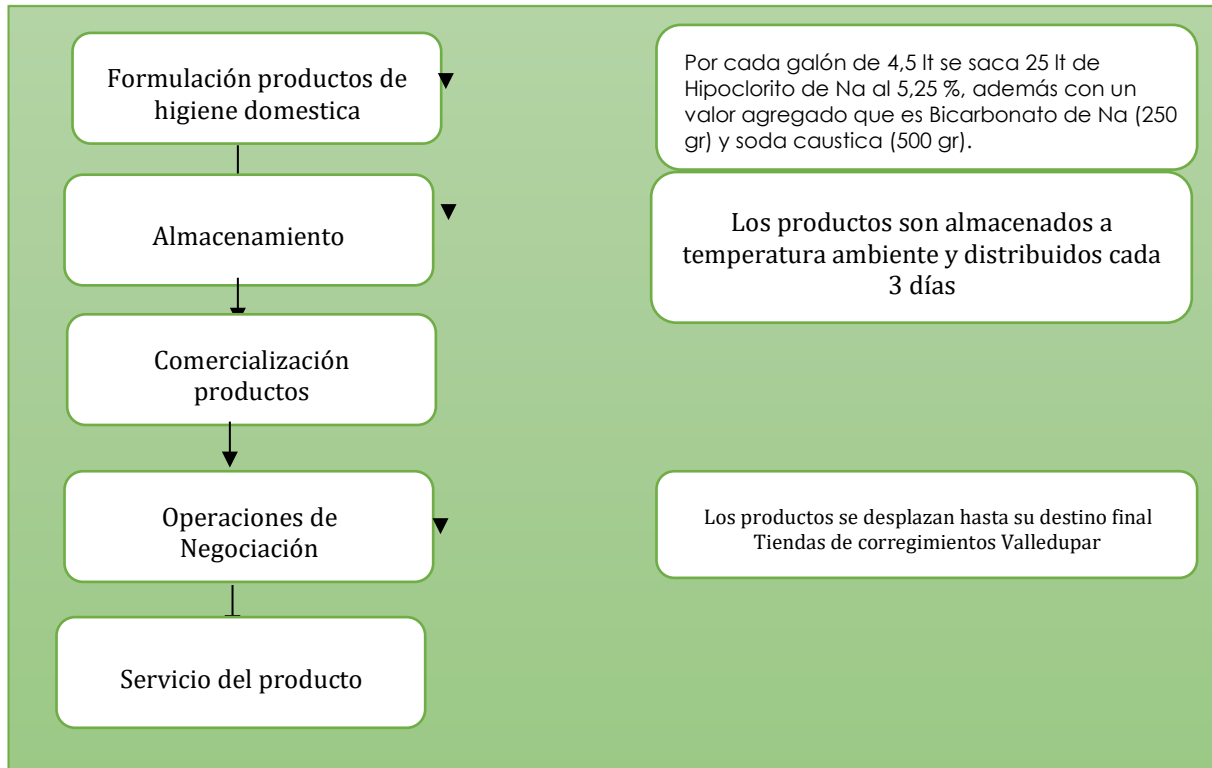 Formulación productos de
higiene domestica
Por cada galón de 4,5 lt se saca 25 lt de
Hipoclorito de Na al 5,25 %, además con un
valor agregado que es Bicarbonato de Na (250
gr) y soda caustica (500 gr).
Almacenamiento
Los productos son almacenados a
temperatura ambiente y distribuidos cada
3 días
Comercialización
productos
Operaciones de
Negociación
Los productos se desplazan hasta su destino final
Tiendas de corregimientos Valledupar
Servicio del producto